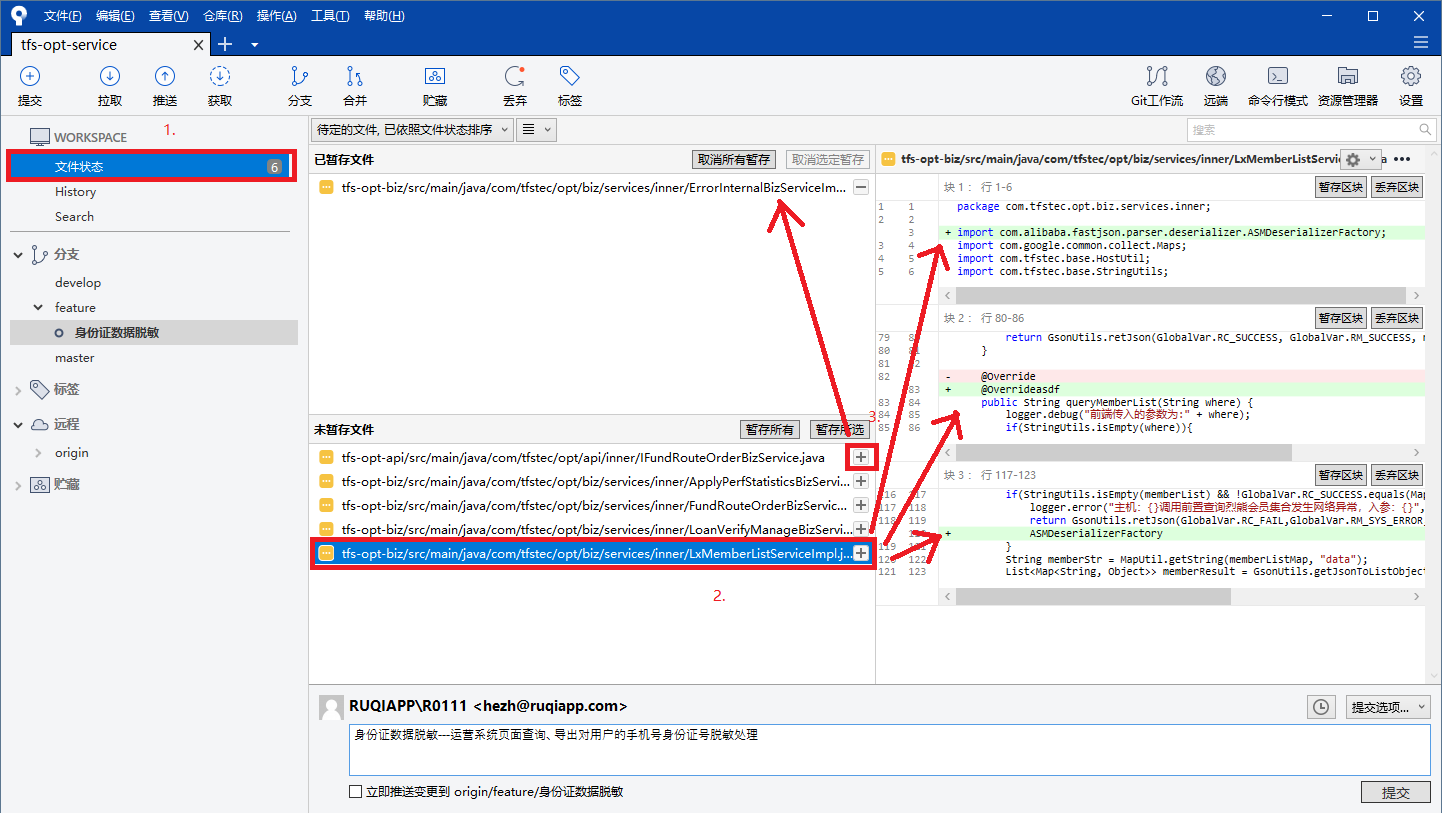 文件(F) 编辑(E) 查看(V) 仓库(R) 操作(A) 工具(T) 帮助(H)
tfs-opt-service
提交 拉取 推送 获取 分支 合并 贮藏 丢弃 标签 Git工作流 远端 命令行模式 资源管理器 设置
1.
WORKSPACE
文件状态 6
History
Search
分支
develop
feature
身份证数据脱敏
master
标签
远程
origin
贮藏
待定的文件, 已依照文件状态排序
搜索
已暂存文件 取消所有暂存 取消选定暂存
tfs-opt-biz/src/main/java/com/tfstec/opt/biz/services/inner/ErrorInternalBizServiceIm...
未暂存文件 暂存所有 暂存所选
3.
tfs-opt-api/src/main/java/com/tfstec/opt/api/inner/IFundRouteOrderBizService.java
tfs-opt-biz/src/main/java/com/tfstec/opt/biz/services/inner/ApplyPerfStatisticsBizServi...
tfs-opt-biz/src/main/java/com/tfstec/opt/biz/services/inner/FundRouteOrderBizServic...
tfs-opt-biz/src/main/java/com/tfstec/opt/biz/services/inner/LoanVerifyManageBizServi...
tfs-opt-biz/src/main/java/com/tfstec/opt/biz/services/inner/LxMemberListServiceImpl.j...
2.
tfs-opt-biz/src/main/java/com/tfstec/opt/biz/services/inner/LxMemberListServic a
块 1： 行 1-6 暂存区块 丢弃区块
1 1 package com.tfstec.opt.biz.services.inner;
2 2
3 + import com.alibaba.fastjson.parser.deserializer.ASMDeserializerFactory;
3 4 import com.google.common.collect.Maps;
4 5 import com.tfstec.base.HostUtil;
5 6 import com.tfstec.base.StringUtils;
块 2： 行 80-86 暂存区块 丢弃区块
79 return GsonUtils.retJson(GlobalVar.RC_SUCCESS, GlobalVar.RM_SUCCESS,
80 81 }
81
82 - @Override
83 + @Overrideasdf
83 84 public String queryMemberList(String where) {
84 85 logger.debug("前端传入的参数为:" + where);
85 86 if(StringUtils.isEmpty(where)){
块 3： 行 117-123 暂存区块 丢弃区块
116 117 if(StringUtils.isEmpty(memberList) && !GlobalVar.RC_SUCCESS.equals(Map
117 118 logger.error("主机: {}调用前置查询烈能会员集合发生网络异常，入参: {}",
118 119 return GsonUtils.retJson(GlobalVar.RC_FAIL,GlobalVar.RM_SYS_ERROR,
+ ASMDeserializerFactory
119 }
120 122 String memberStr = MapUtil.getString(memberListMap, "data");
121 123 List<Map<String, Object>> memberResult = GsonUtils.getJsonToListObject
RUQIAPP\R0111 <hezh@ruqiapp.com> 提交选项...
身份证数据脱敏---运营系统页面查询、导出对用户的手机号身份证号脱敏处理
立即推送变更到 origin/feature/身份证数据脱敏 提交